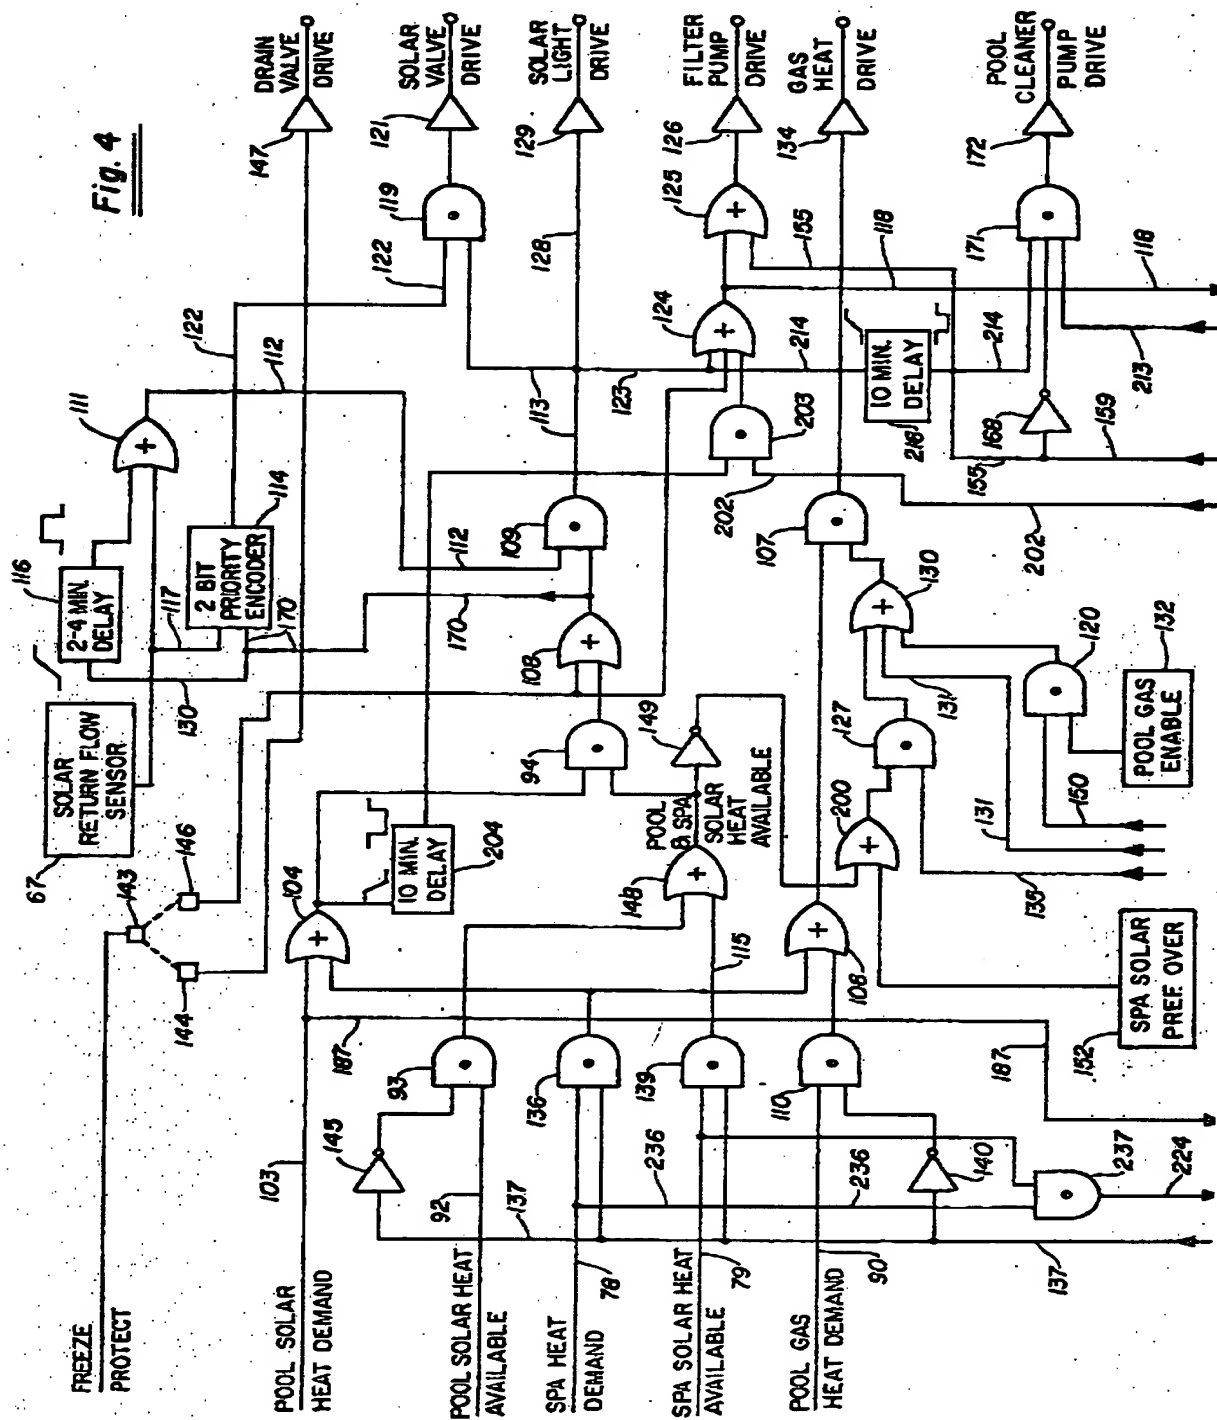 Fig. 4
DRAIN
VALVE
DRIVE
147
SOLAR
VALVE
DRIVE
121
SOLAR
LIGHT
DRIVE
129
FILTER
PUMP
DRIVE
126
GAS
HEAT
DRIVE
134
POOL
CLEANER
PUMP
DRIVE
172
119
122
122
128
125
155
118
171
118
112
111
113
123
124
214
10 MIN.
DELAY
216
214
213
168
159
155
203
202
202
116
2-4 MIN.
DELAY
117
2 BIT
PRIORITY
ENCODER
114
170
130
112
109
170
108
107
130
120
132
POOL GAS
ENABLE
SOLAR
RETURN FLOW
SENSOR
67
143
146
144
94
149
127
131
131
150
135
200
104
10 MIN.
DELAY
204
POOL
& SPA
SOLAR
HEAT
AVAILABLE
148
115
108
SPA SOLAR
PREF. OVER
152
187
187
93
136
139
110
145
103
92
137
236
236
140
237
224
78
79
90
137
FREEZE
PROTECT
POOL SOLAR
HEAT DEMAND
POOL SOLAR HEAT
AVAILABLE
SPA HEAT
DEMAND
SPA SOLAR HEAT
AVAILABLE
POOL GAS
HEAT DEMAND